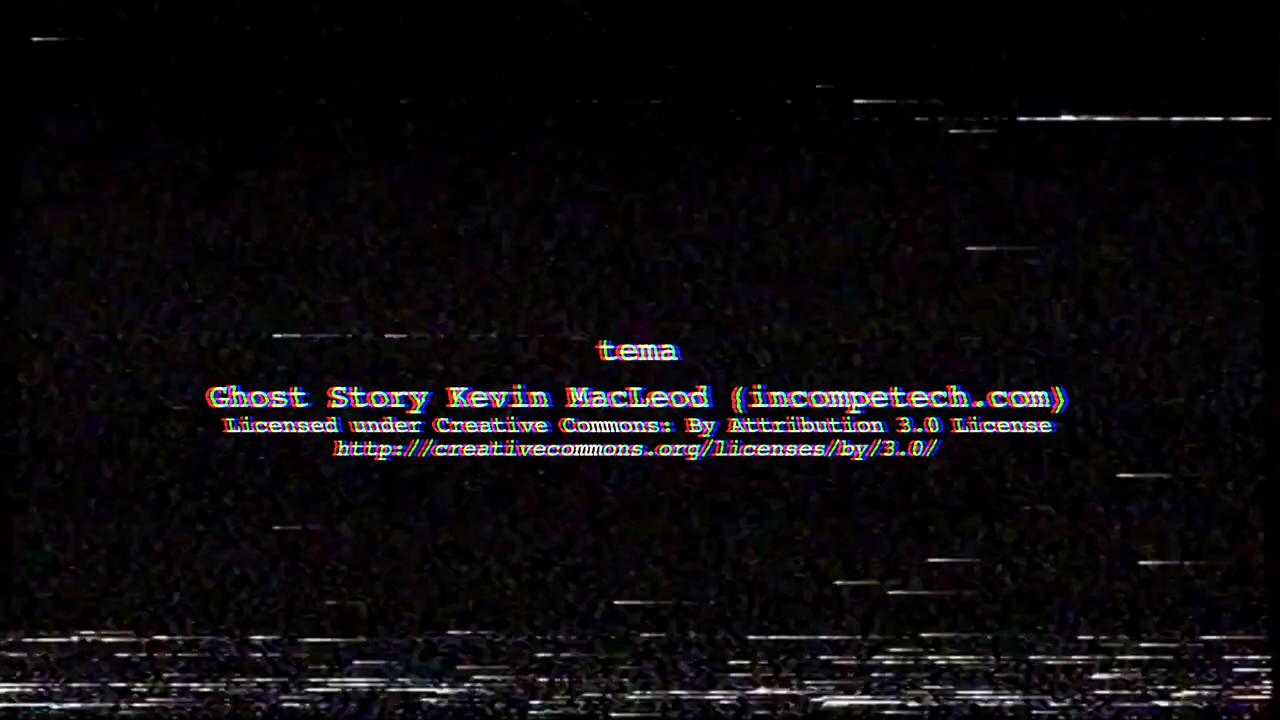 tema
Ghost Story Kevin MacLeod (incompetech.com)
Licensed under Creative Commons: By Attribution 3.0 License
http://creativecommons.org/licenses/by/3.0/